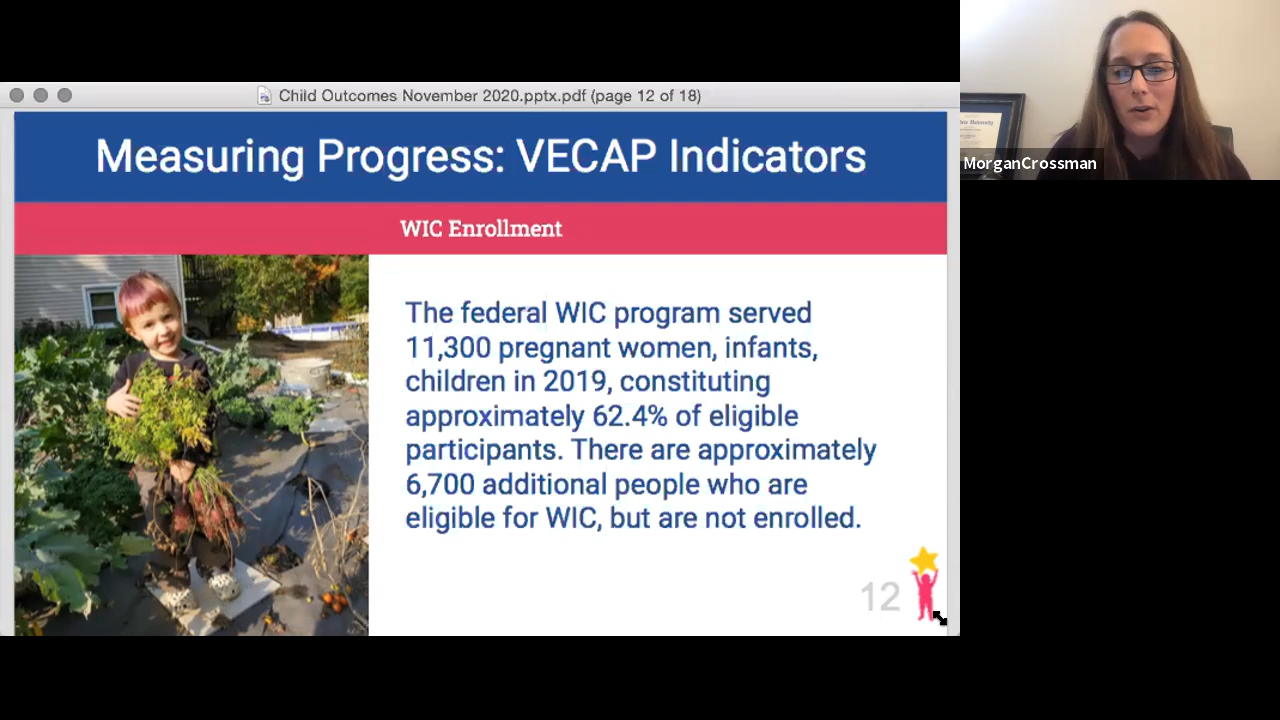 Child Outcomes November 2020.pptx.pdf (page 12 of 18)
Measuring Progress: VECAP Indicators
WIC Enrollment
The federal WIC program served
11,300 pregnant women, infants,
children in 2019, constituting
approximately 62.4% of eligible
participants. There are approximately
6,700 additional people who are
eligible for WIC, but are not enrolled.
12
University
MorganCrossman